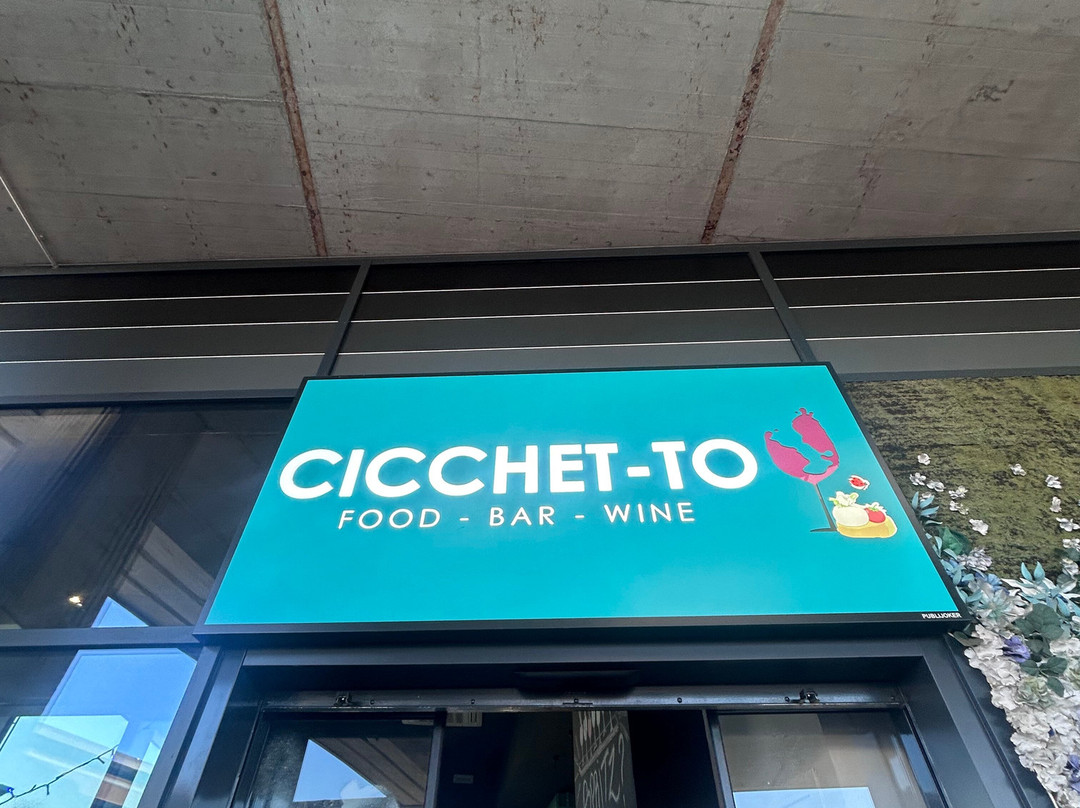 CICCHET-TO
FOOD - BAR - WINE
PUBLIJOKER